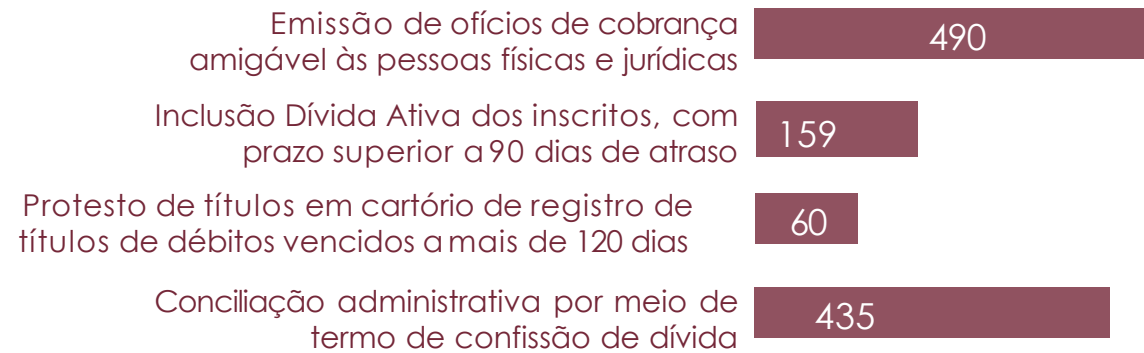 Emissão de ofícios de cobrança
amigável às pessoas físicas e jurídicas
490
Inclusão Dívida Ativa dos inscritos, com
prazo superior a 90 dias de atraso
159
Protesto de títulos em cartório de registro de
títulos de débitos vencidos a mais de 120 dias
60
Conciliação administrativa por meio de
termo de confissão de dívida
435